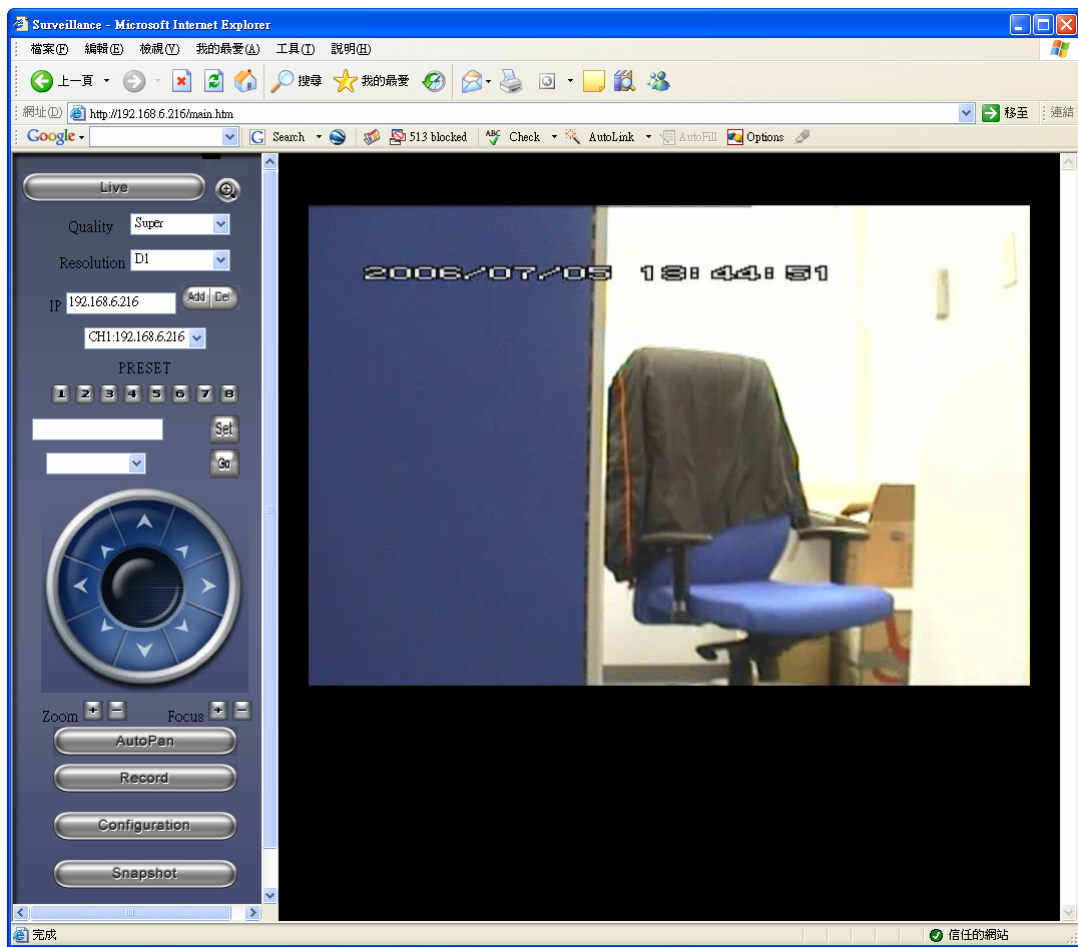 Surveillance - Microsoft Internet Explorer
檔案(F) 編輯(E) 檢視(V) 我的最愛(A) 工具(T) 說明(H)
上一頁 搜尋 我的最愛
網址(D) http://192.168.6.216/main.htm 移至 連結
Google Search 513 blocked ABC Check AutoLink AutoFill Options
Live
Quality Super
Resolution D1
IP 192.168.6.216 Add Del
CH1:192.168.6.216
PRESET
1 2 3 4 5 6 7 8
Set
Go
Zoom + - Focus + -
AutoPan
Record
Configuration
Snapshot
2006/07/05 18:44:51
完成 信任的網站